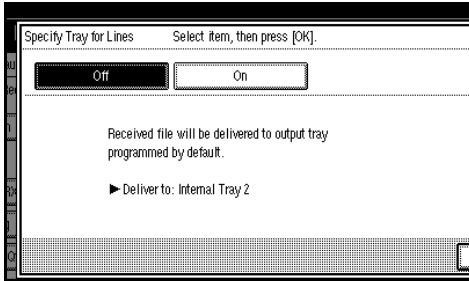 Specify Tray for Lines Select item, then press [OK].
Off On
Received file will be delivered to output tray
programmed by default.
►Deliver to: Internal Tray 2